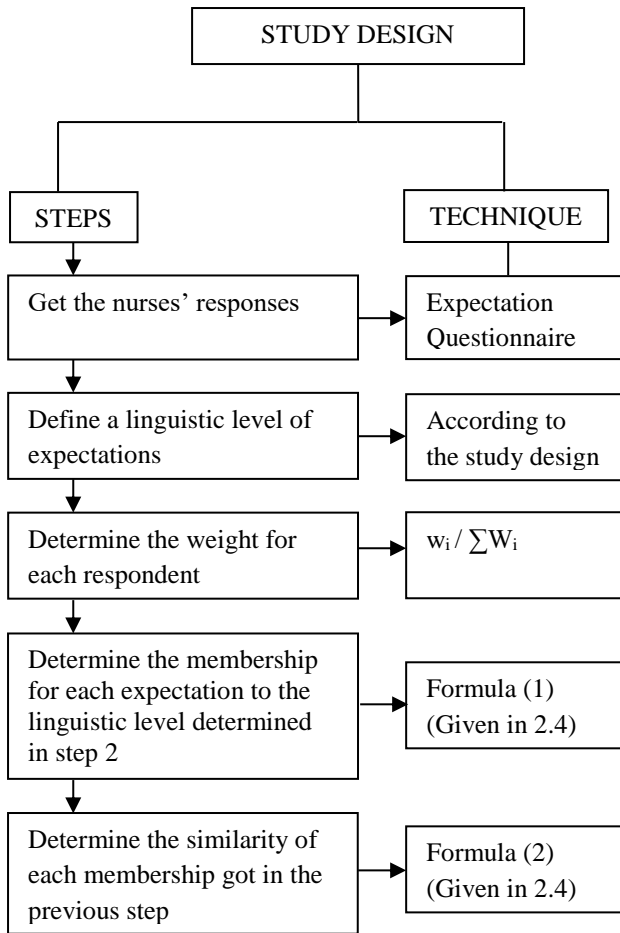 STUDY DESIGN
STEPS
TECHNIQUE
Get the nurses’ responses
Expectation
Questionnaire
Define a linguistic level of
expectations
According to
the study design
Determine the weight for
each respondent
wᵢ / ∑Wᵢ
Determine the membership
for each expectation to the
linguistic level determined
in step 2
Formula (1)
(Given in 2.4)
Determine the similarity of
each membership got in the
previous step
Formula (2)
(Given in 2.4)